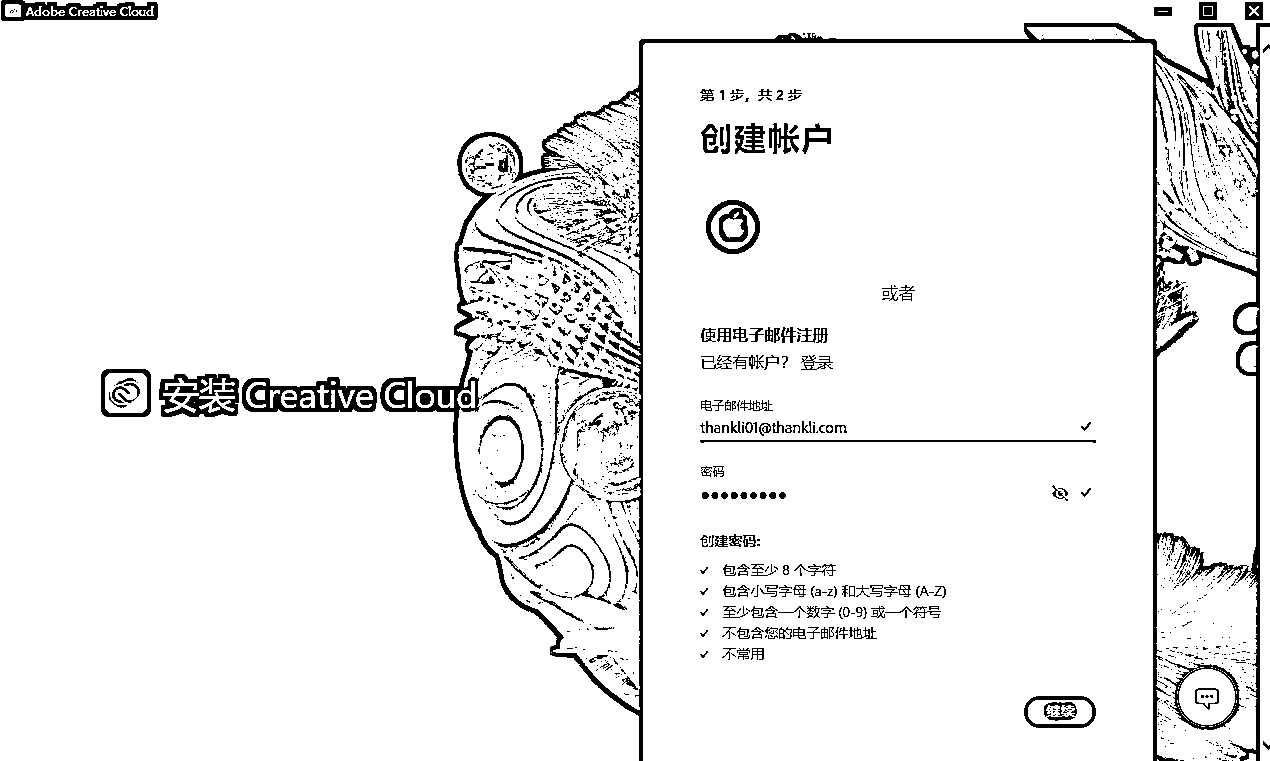 Adobe Creative Cloud
安装 Creative Cloud
第 1 步，共 2 步
创建帐户
或者
使用电子邮件注册
已经有帐户？ 登录
电子邮件地址
thankli01@thankli.com
密码
创建密码:
包含至少 8 个字符
包含小写字母 (a-z) 和大写字母 (A-Z)
至少包含一个数字 (0-9) 或一个符号
不包含您的电子邮件地址
不常用
继续